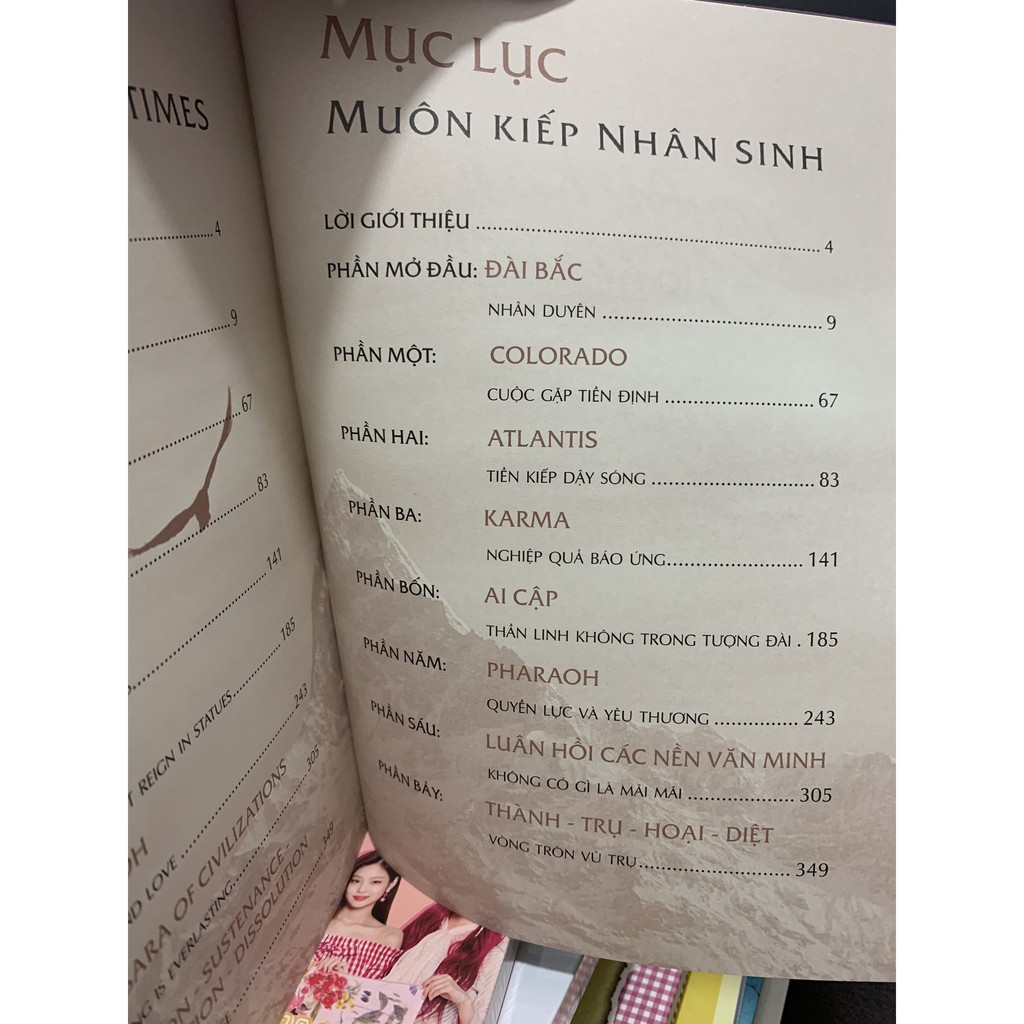 TIMES
4
9
67
83
141
185
T REIGN IN STATUES 243
ND LOVE 305
ARA OF CIVILIZATIONS
IS EVERLASTING 349
- SUSTENANCE -
- DISSOLUTION
MỤC LỤC
MUÔN KIẾP NHÂN SINH
LỜI GIỚI THIỆU 4
PHẦN MỞ ĐẦU: ĐÀI BẮC
NHÂN DUYÊN 9
PHẦN MỘT: COLORADO
CUỘC GẶP TIỀN ĐỊNH 67
PHẦN HAI: ATLANTIS
TIỀN KIẾP DẬY SÓNG 83
PHẦN BA: KARMA
NGHIỆP QUẢ BÁO ỨNG 141
PHẦN BỐN: AI CẬP
THẦN LINH KHÔNG TRONG TƯỢNG ĐÀI . 185
PHẦN NĂM: PHARAOH
QUYỀN LỰC VÀ YÊU THƯƠNG 243
PHẦN SÁU: LUÂN HỒI CÁC NỀN VĂN MINH
KHÔNG CÓ GÌ LÀ MÃI MÃI 305
PHẦN BẢY: THÀNH - TRỤ - HOẠI - DIỆT
VÒNG TRÒN VŨ TRỤ 349